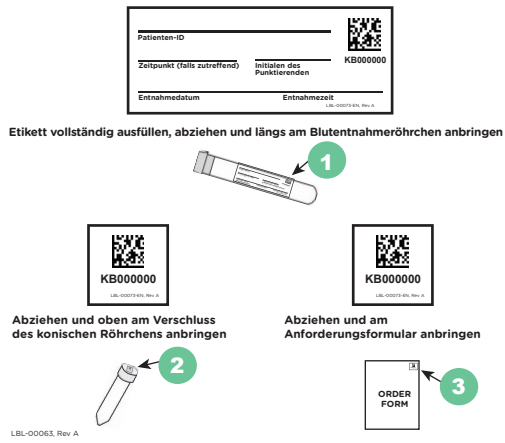 Patienten-ID
Zeitpunkt (falls zutreffend)
Initialen des
Punktierenden
KB000000
Entnahmedatum
Entnahmezeit
LBL-00073-EN, Rev A
Etikett vollständig ausfüllen, abziehen und längs am Blutentnahmeröhrchen anbringen
1
KB000000
LBL-00073-EN, Rev A
Abziehen und oben am Verschluss
des konischen Röhrchens anbringen
2
KB000000
LBL-00073-EN, Rev A
Abziehen und am
Anforderungsformular anbringen
ORDER
FORM
3
LBL-00063, Rev A